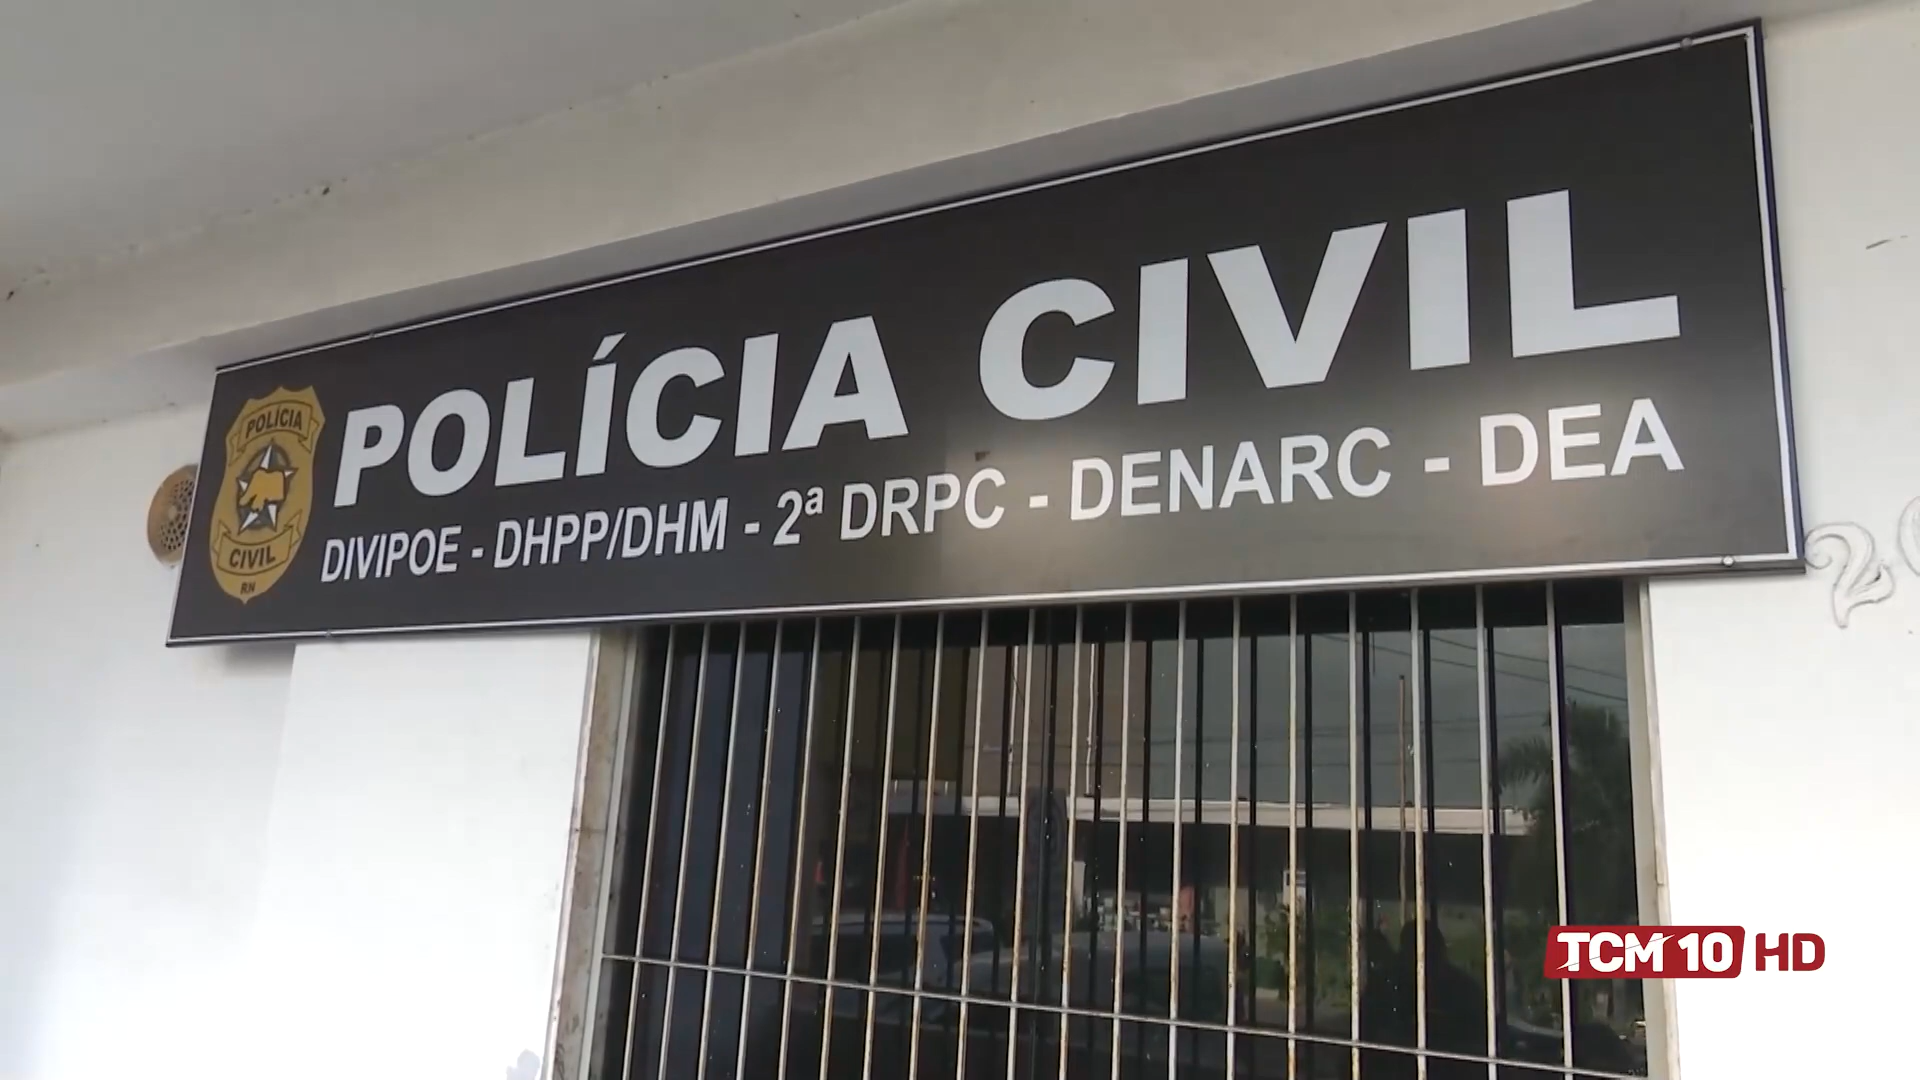 POLÍCIA CIVIL
DIVIPOE - DHPP/DHM - 2ª DRPC - DENARC - DEA
POLÍCIA
CIVIL
RN
TCM 10 HD